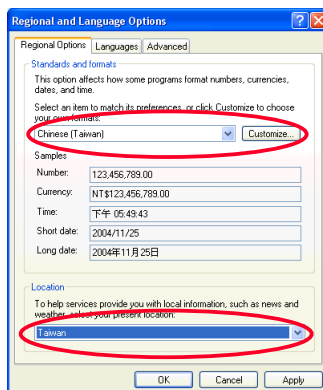 Regional and Language Options
Regional Options Languages Advanced
Standards and formats
This option affects how some programs format numbers, currencies,
dates, and time.
Select an item to match its preferences, or click Customize to choose
your own formats:
Chinese (Taiwan) Customize...
Samples
Number: 123,456,789.00
Currency: NT$123,456,789.00
Time: 下午 05:49:43
Short date: 2004/11/25
Long date: 2004年11月25日
Location
To help services provide you with local information, such as news and
weather, select your present location:
Taiwan
OK Cancel Apply